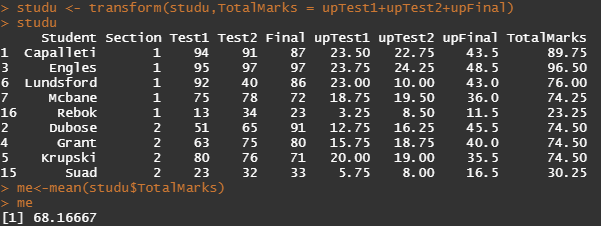 > studu <- transform(studu,TotalMarks = upTest1+upTest2+upFinal)
> studu
Student Section Test1 Test2 Final upTest1 upTest2 upFinal TotalMarks
1 Capalleti 1 94 91 87 23.50 22.75 43.5 89.75
3 Engles 1 95 97 97 23.75 24.25 48.5 96.50
6 Lundsford 1 92 40 86 23.00 10.00 43.0 76.00
7 Mcbane 1 75 78 72 18.75 19.50 36.0 74.25
16 Rebok 1 13 34 23 3.25 8.50 11.5 23.25
2 Dubose 2 51 65 91 12.75 16.25 45.5 74.50
4 Grant 2 63 75 80 15.75 18.75 40.0 74.50
5 Krupski 2 80 76 71 20.00 19.00 35.5 74.50
15 Suad 2 23 32 33 5.75 8.00 16.5 30.25
> me<-mean(studu$TotalMarks)
> me
[1] 68.16667